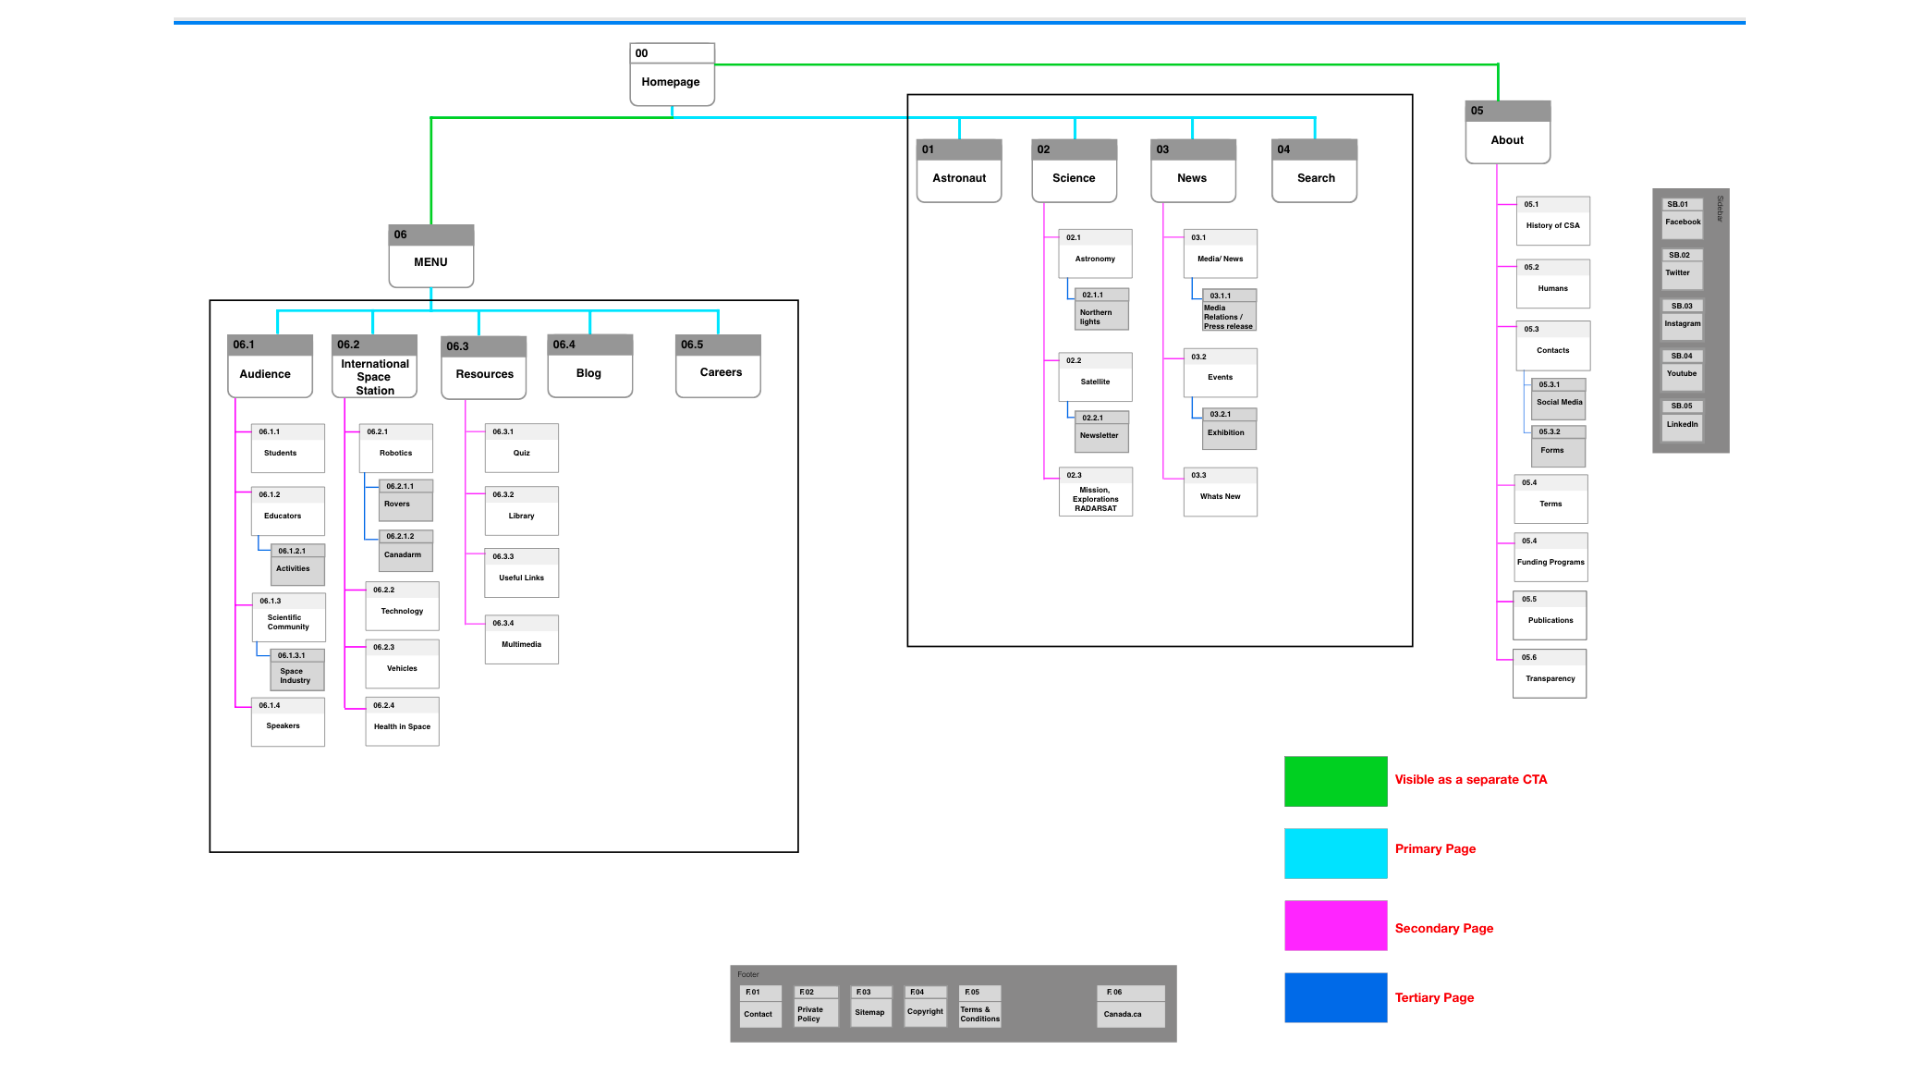 00
Homepage
05
About
01
Astronaut
02
Science
03
News
04
Search
06
MENU
02.1
Astronomy
02.1.1
Northern
lights
02.2
Satellite
02.2.1
Newsletter
02.3
Mission,
Explorations
RADARSAT
03.1
Media/ News
03.1.1
Media
Relations /
Press release
03.2
Events
03.2.1
Exhibition
03.3
Whats New
05.1
History of CSA
05.2
Humans
05.3
Contacts
05.3.1
Social Media
05.3.2
Forms
05.4
Terms
05.4
Funding Programs
05.5
Publications
05.6
Transparency
Sidebar
SB.01
Facebook
SB.02
Twitter
SB.03
Instagram
SB.04
Youtube
SB.05
LinkedIn
06.1
Audience
06.2
International
Space
Station
06.3
Resources
06.4
Blog
06.5
Careers
06.1.1
Students
06.1.2
Educators
06.1.2.1
Activities
06.1.3
Scientific
Community
06.1.3.1
Space
Industry
06.1.4
Speakers
06.2.1
Robotics
06.2.1.1
Rovers
06.2.1.2
Canadarm
06.2.2
Technology
06.2.3
Vehicles
06.2.4
Health in Space
06.3.1
Quiz
06.3.2
Library
06.3.3
Useful Links
06.3.4
Multimedia
Visible as a separate CTA
Primary Page
Secondary Page
Tertiary Page
Footer
F.01
Contact
F.02
Private
Policy
F.03
Sitemap
F.04
Copyright
F.05
Terms &
Conditions
F. 06
Canada.ca